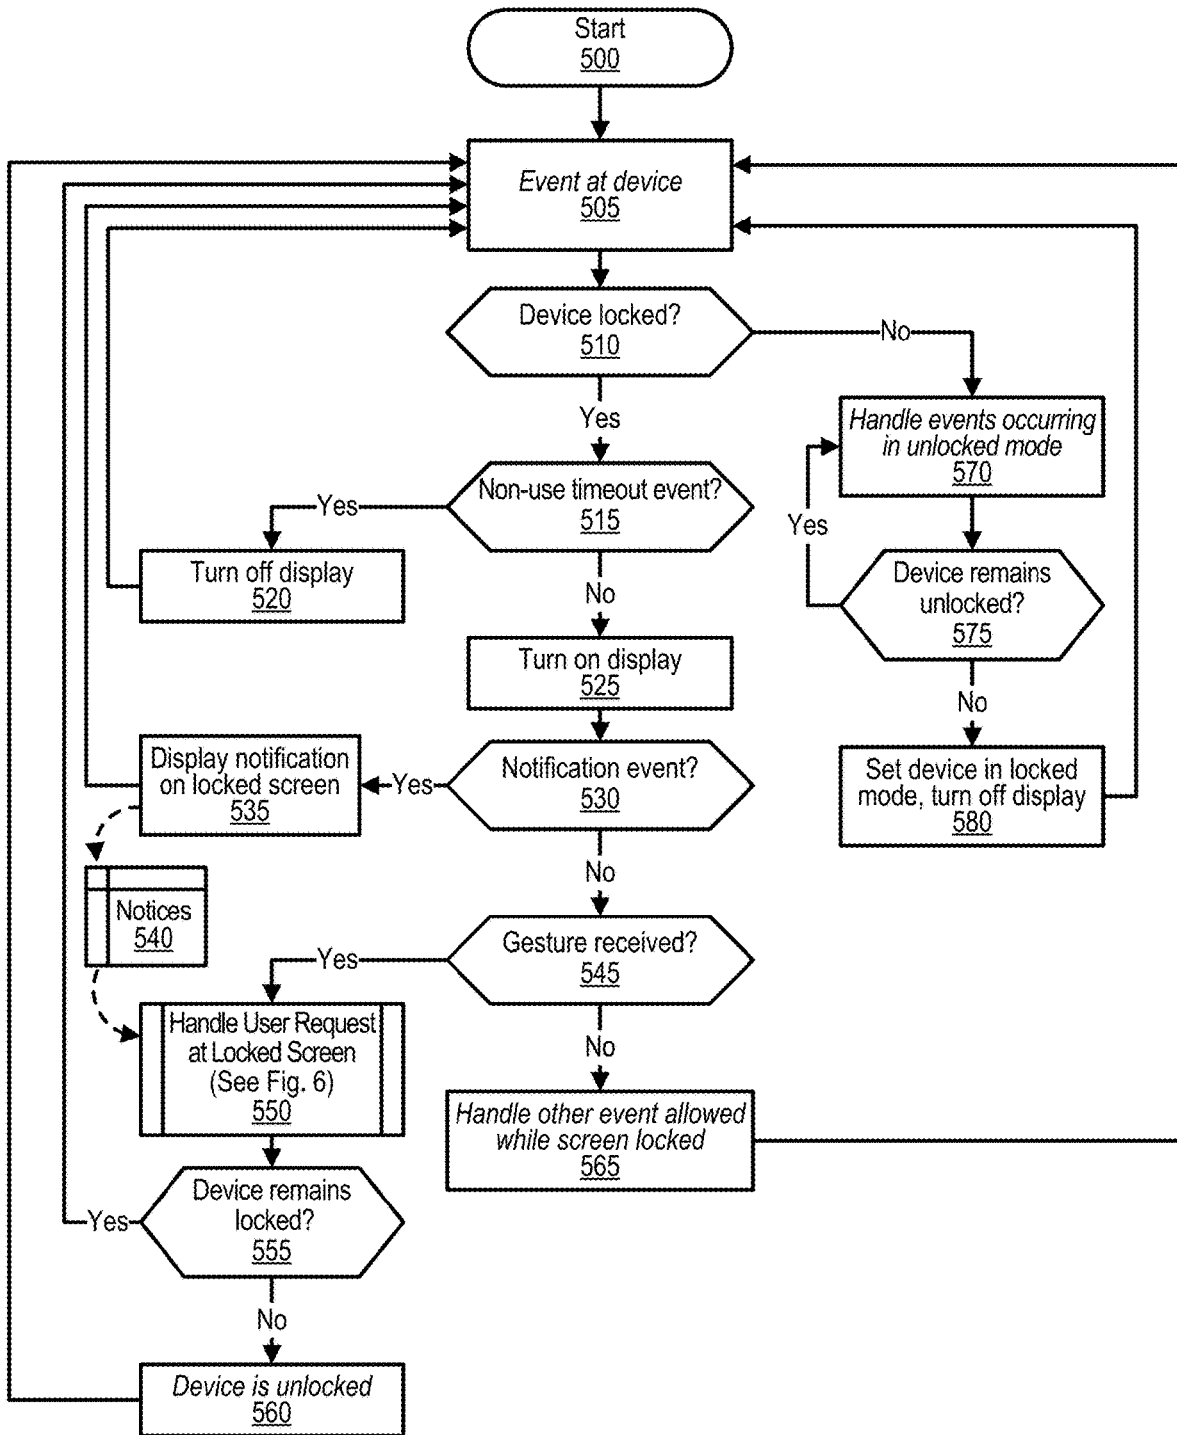 Start
500
Event at device
505
Device locked?
510
No
Yes
Handle events occurring
in unlocked mode
570
Non-use timeout event?
515
Yes
Yes
Turn off display
520
No
Device remains
unlocked?
575
Turn on display
525
No
Display notification
on locked screen
535
Yes
Notification event?
530
Set device in locked
mode, turn off display
580
No
Notices
540
Gesture received?
545
Yes
Handle User Request
at Locked Screen
(See Fig. 6)
550
No
Handle other event allowed
while screen locked
565
Device remains
locked?
555
Yes
No
Device is unlocked
560